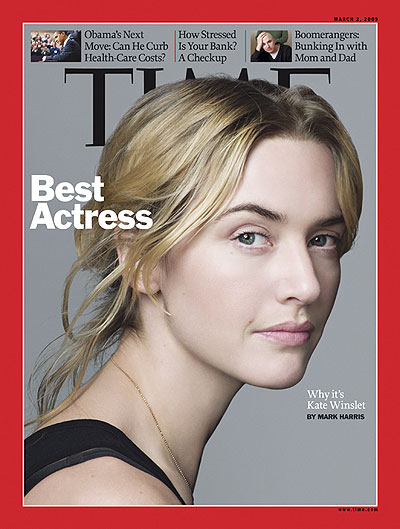 MARCH 2, 2009
Obama's Next
Move: Can He Curb
Health-Care Costs?
How Stressed
Is Your Bank?
A Checkup
Boomerangers:
Bunking In with
Mom and Dad
TIME
Best
Actress
Why it's
Kate Winslet
BY MARK HARRIS
www.time.com